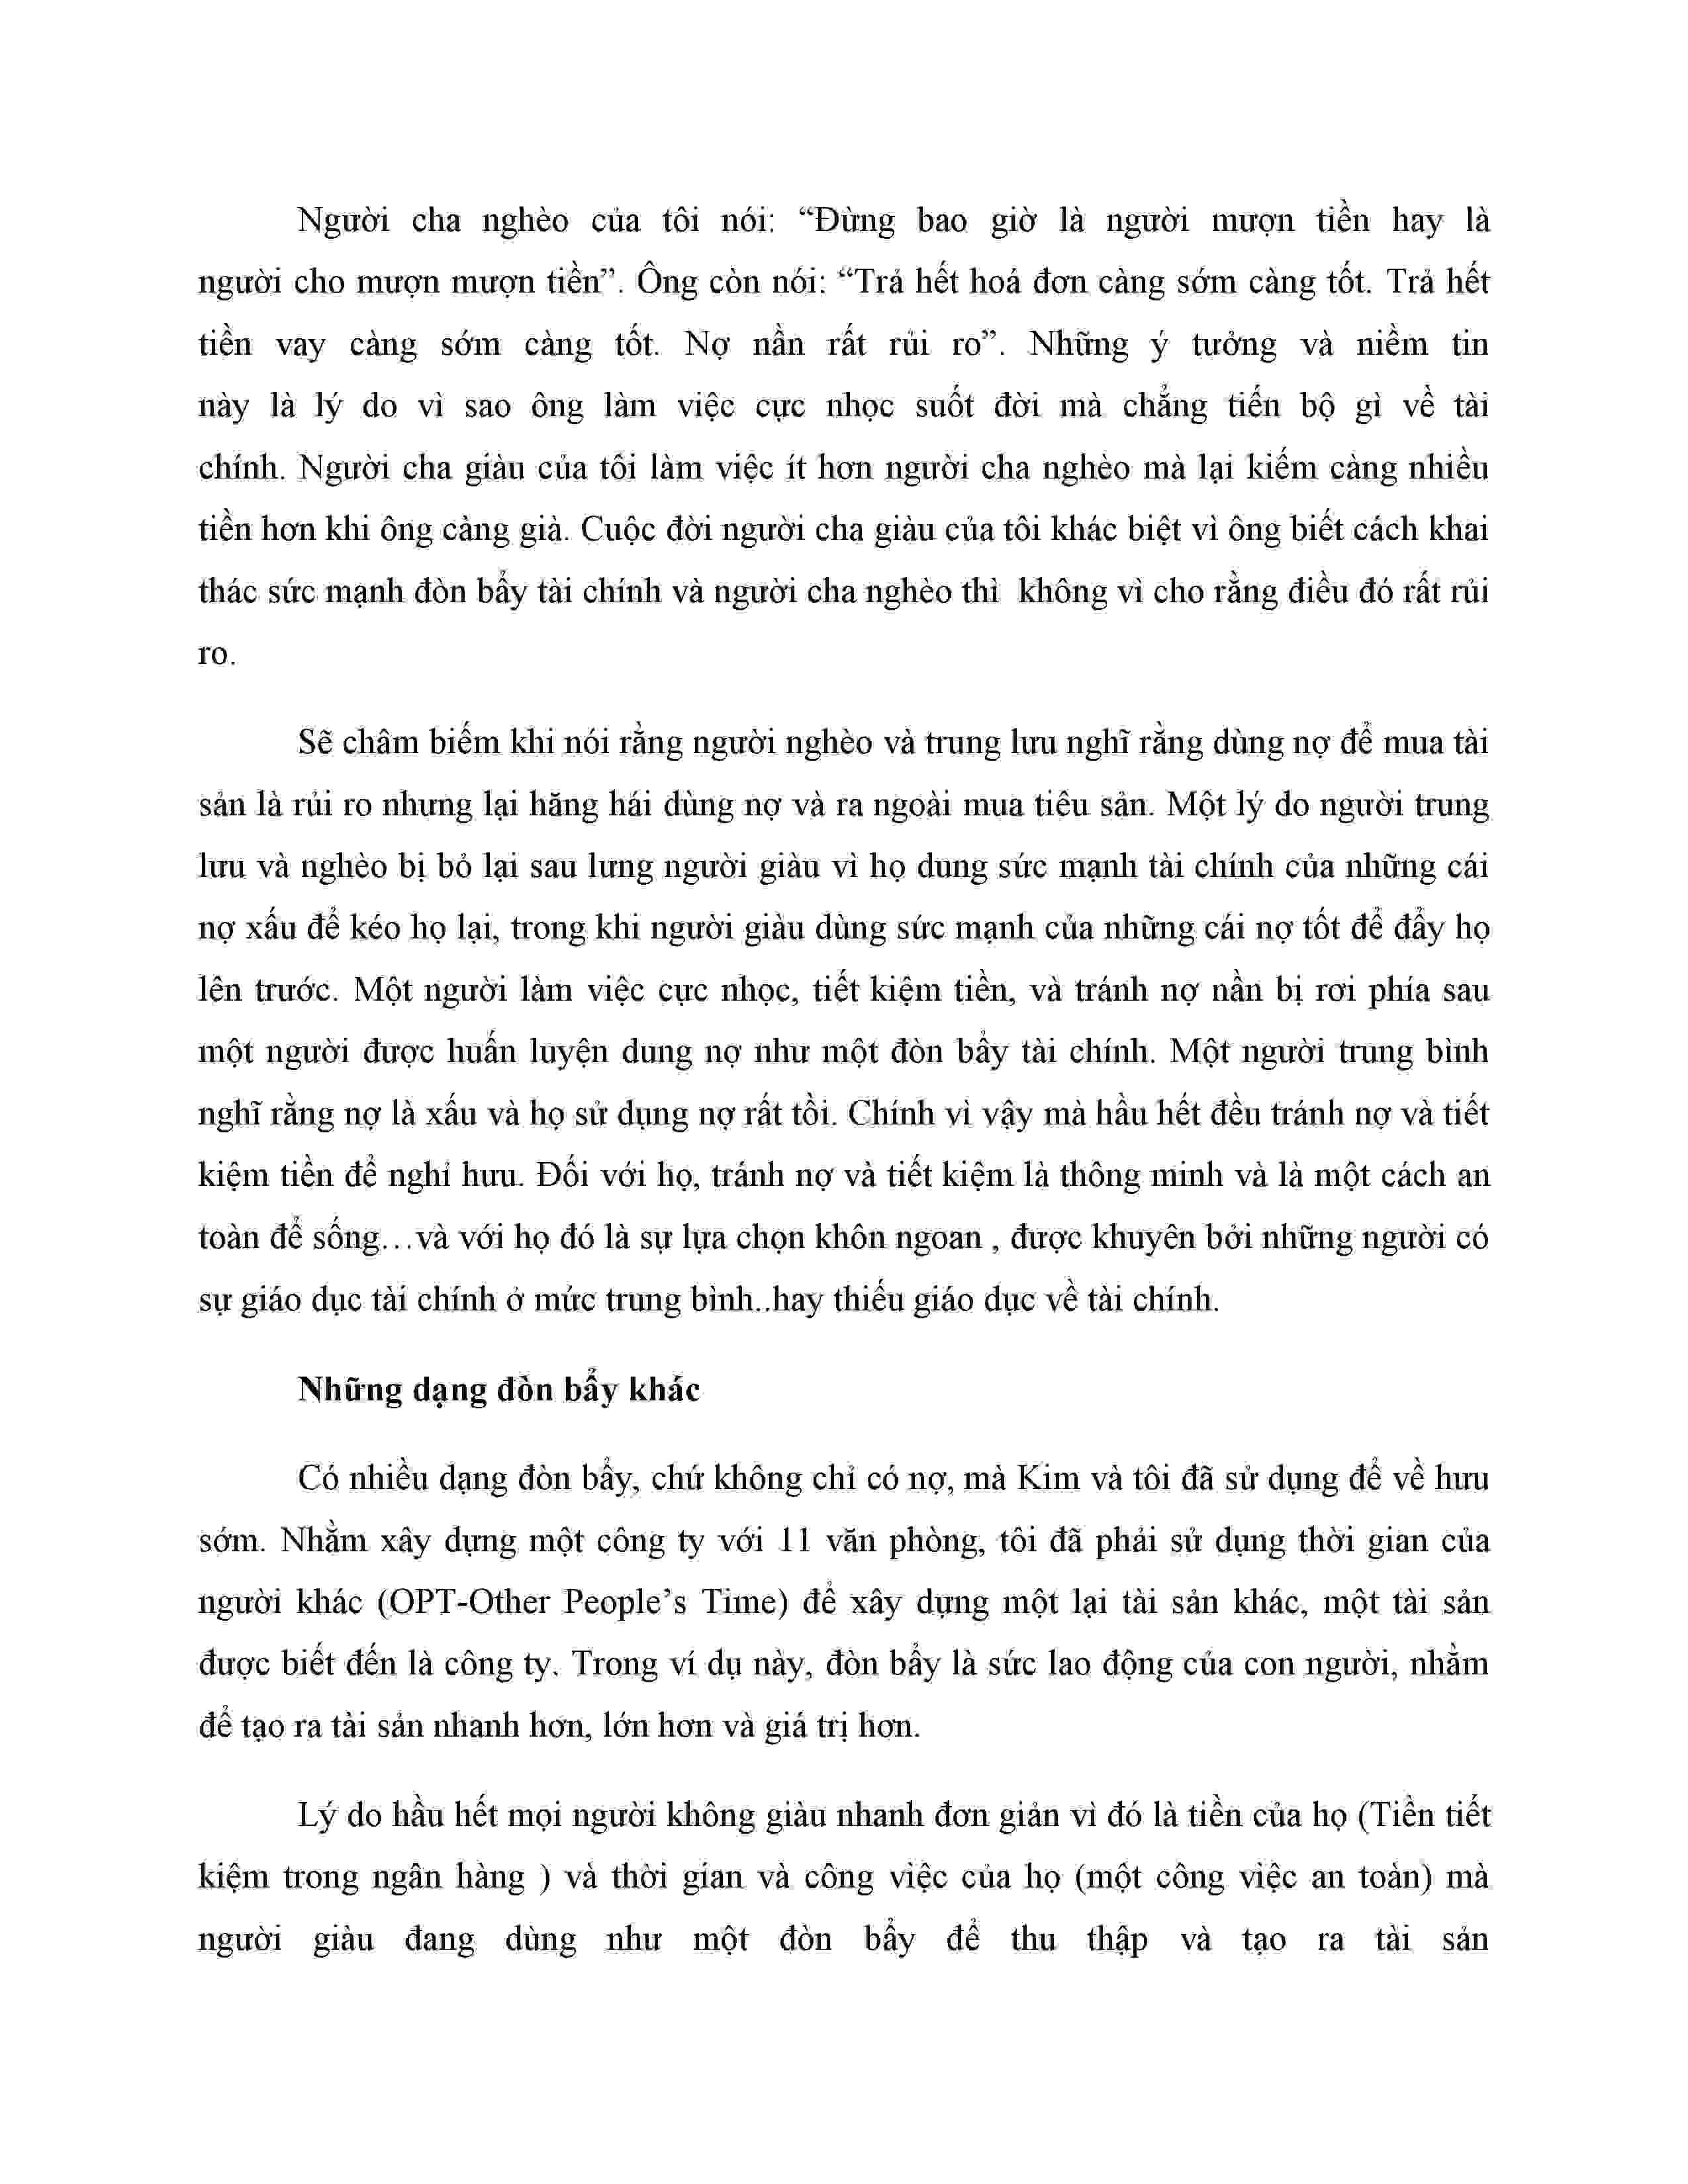 Người cha nghèo của tôi nói: “Đừng bao giờ là người mượn tiền hay là
người cho mượn mượn tiền”. Ông còn nói: “Trả hết hoá đơn càng sớm càng tốt. Trả hết
tiền vay càng sớm càng tốt. Nợ nần rất rủi ro”. Những ý tưởng và niềm tin
này là lý do vì sao ông làm việc cực nhọc suốt đời mà chẳng tiến bộ gì về tài
chính. Người cha giàu của tôi làm việc ít hơn người cha nghèo mà lại kiếm càng nhiều
tiền hơn khi ông càng già. Cuộc đời người cha giàu của tôi khác biệt vì ông biết cách khai
thác sức mạnh đòn bẩy tài chính và người cha nghèo thì không vì cho rằng điều đó rất rủi
ro.
Sẽ châm biếm khi nói rằng người nghèo và trung lưu nghĩ rằng dùng nợ để mua tài
sản là rủi ro nhưng lại hăng hái dùng nợ và ra ngoài mua tiêu sản. Một lý do người trung
lưu và nghèo bị bỏ lại sau lưng người giàu vì họ dung sức mạnh tài chính của những cái
nợ xấu để kéo họ lại, trong khi người giàu dùng sức mạnh của những cái nợ tốt để đẩy họ
lên trước. Một người làm việc cực nhọc, tiết kiệm tiền, và tránh nợ nần bị rơi phía sau
một người được huấn luyện dung nợ như một đòn bẩy tài chính. Một người trung bình
nghĩ rằng nợ là xấu và họ sử dụng nợ rất tồi. Chính vì vậy mà hầu hết đều tránh nợ và tiết
kiệm tiền để nghỉ hưu. Đối với họ, tránh nợ và tiết kiệm là thông minh và là một cách an
toàn để sống…và với họ đó là sự lựa chọn khôn ngoan , được khuyên bởi những người có
sự giáo dục tài chính ở mức trung bình..hay thiếu giáo dục về tài chính.
Những dạng đòn bẩy khác
Có nhiều dạng đòn bẩy, chứ không chỉ có nợ, mà Kim và tôi đã sử dụng để về hưu
sớm. Nhằm xây dựng một công ty với 11 văn phòng, tôi đã phải sử dụng thời gian của
người khác (OPT-Other People’s Time) để xây dựng một lại tài sản khác, một tài sản
được biết đến là công ty. Trong ví dụ này, đòn bẩy là sức lao động của con người, nhằm
để tạo ra tài sản nhanh hơn, lớn hơn và giá trị hơn.
Lý do hầu hết mọi người không giàu nhanh đơn giản vì đó là tiền của họ (Tiền tiết
kiệm trong ngân hàng ) và thời gian và công việc của họ (một công việc an toàn) mà
người giàu đang dùng như một đòn bẩy để thu thập và tạo ra tài sản